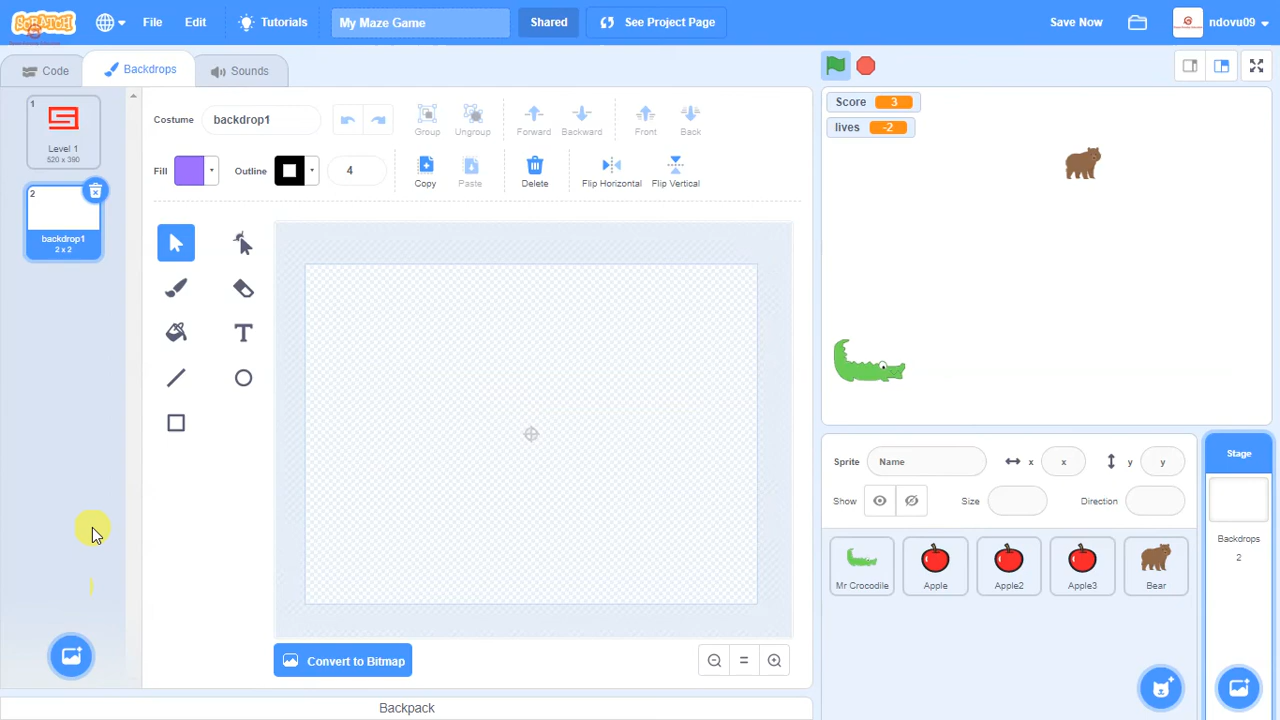 SCRATCH File Edit Tutorials My Maze Game Shared See Project Page Save Now ndovu09
Code Backdrops Sounds
1
Level 1
520 x 360
2
backdrop1
2 x 2
Costume backdrop1 Group Ungroup Forward Backward Front Back
Fill Outline 4 Copy Paste Delete Flip Horizontal Flip Vertical
T
Convert to Bitmap
Backpack
Score 3
lives -2
Sprite Name x x y y
Show Size Direction
Mr Crocodile Apple Apple2 Apple3 Bear
Stage
Backdrops
2